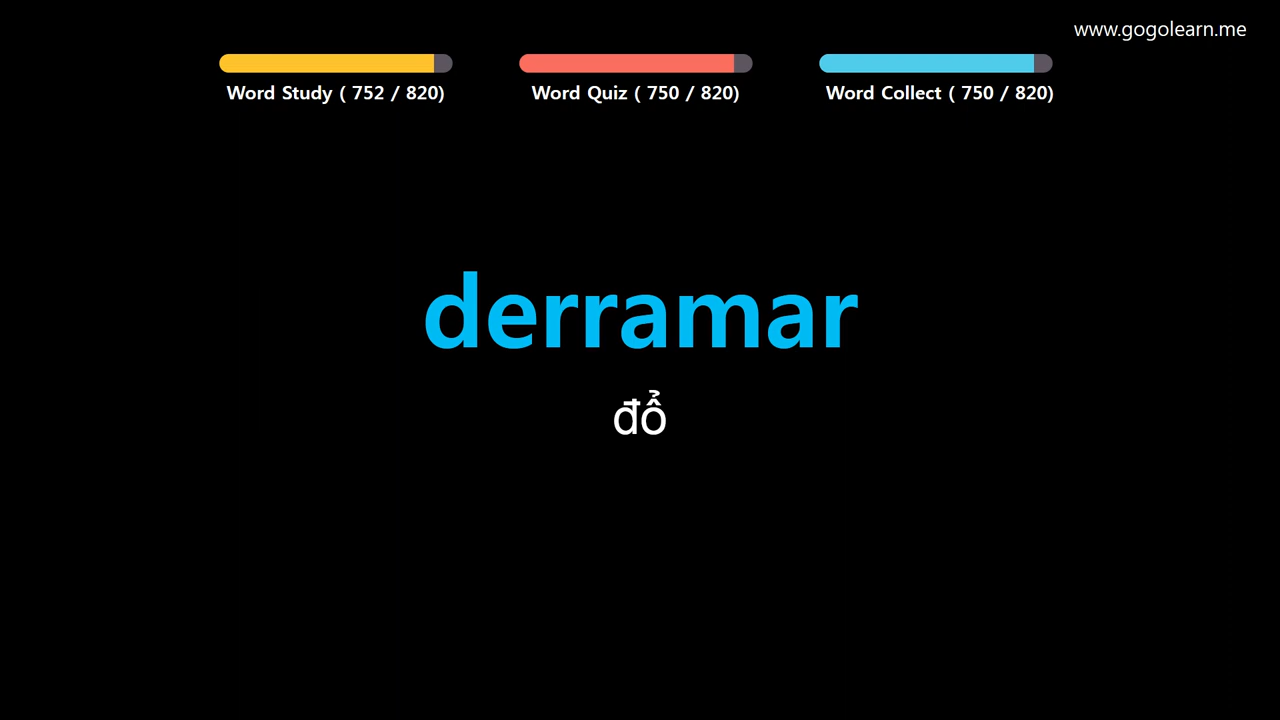 www.gogolearn.me
Word Study ( 752 / 820)
Word Quiz ( 750 / 820)
Word Collect ( 750 / 820)
derramar
đổ